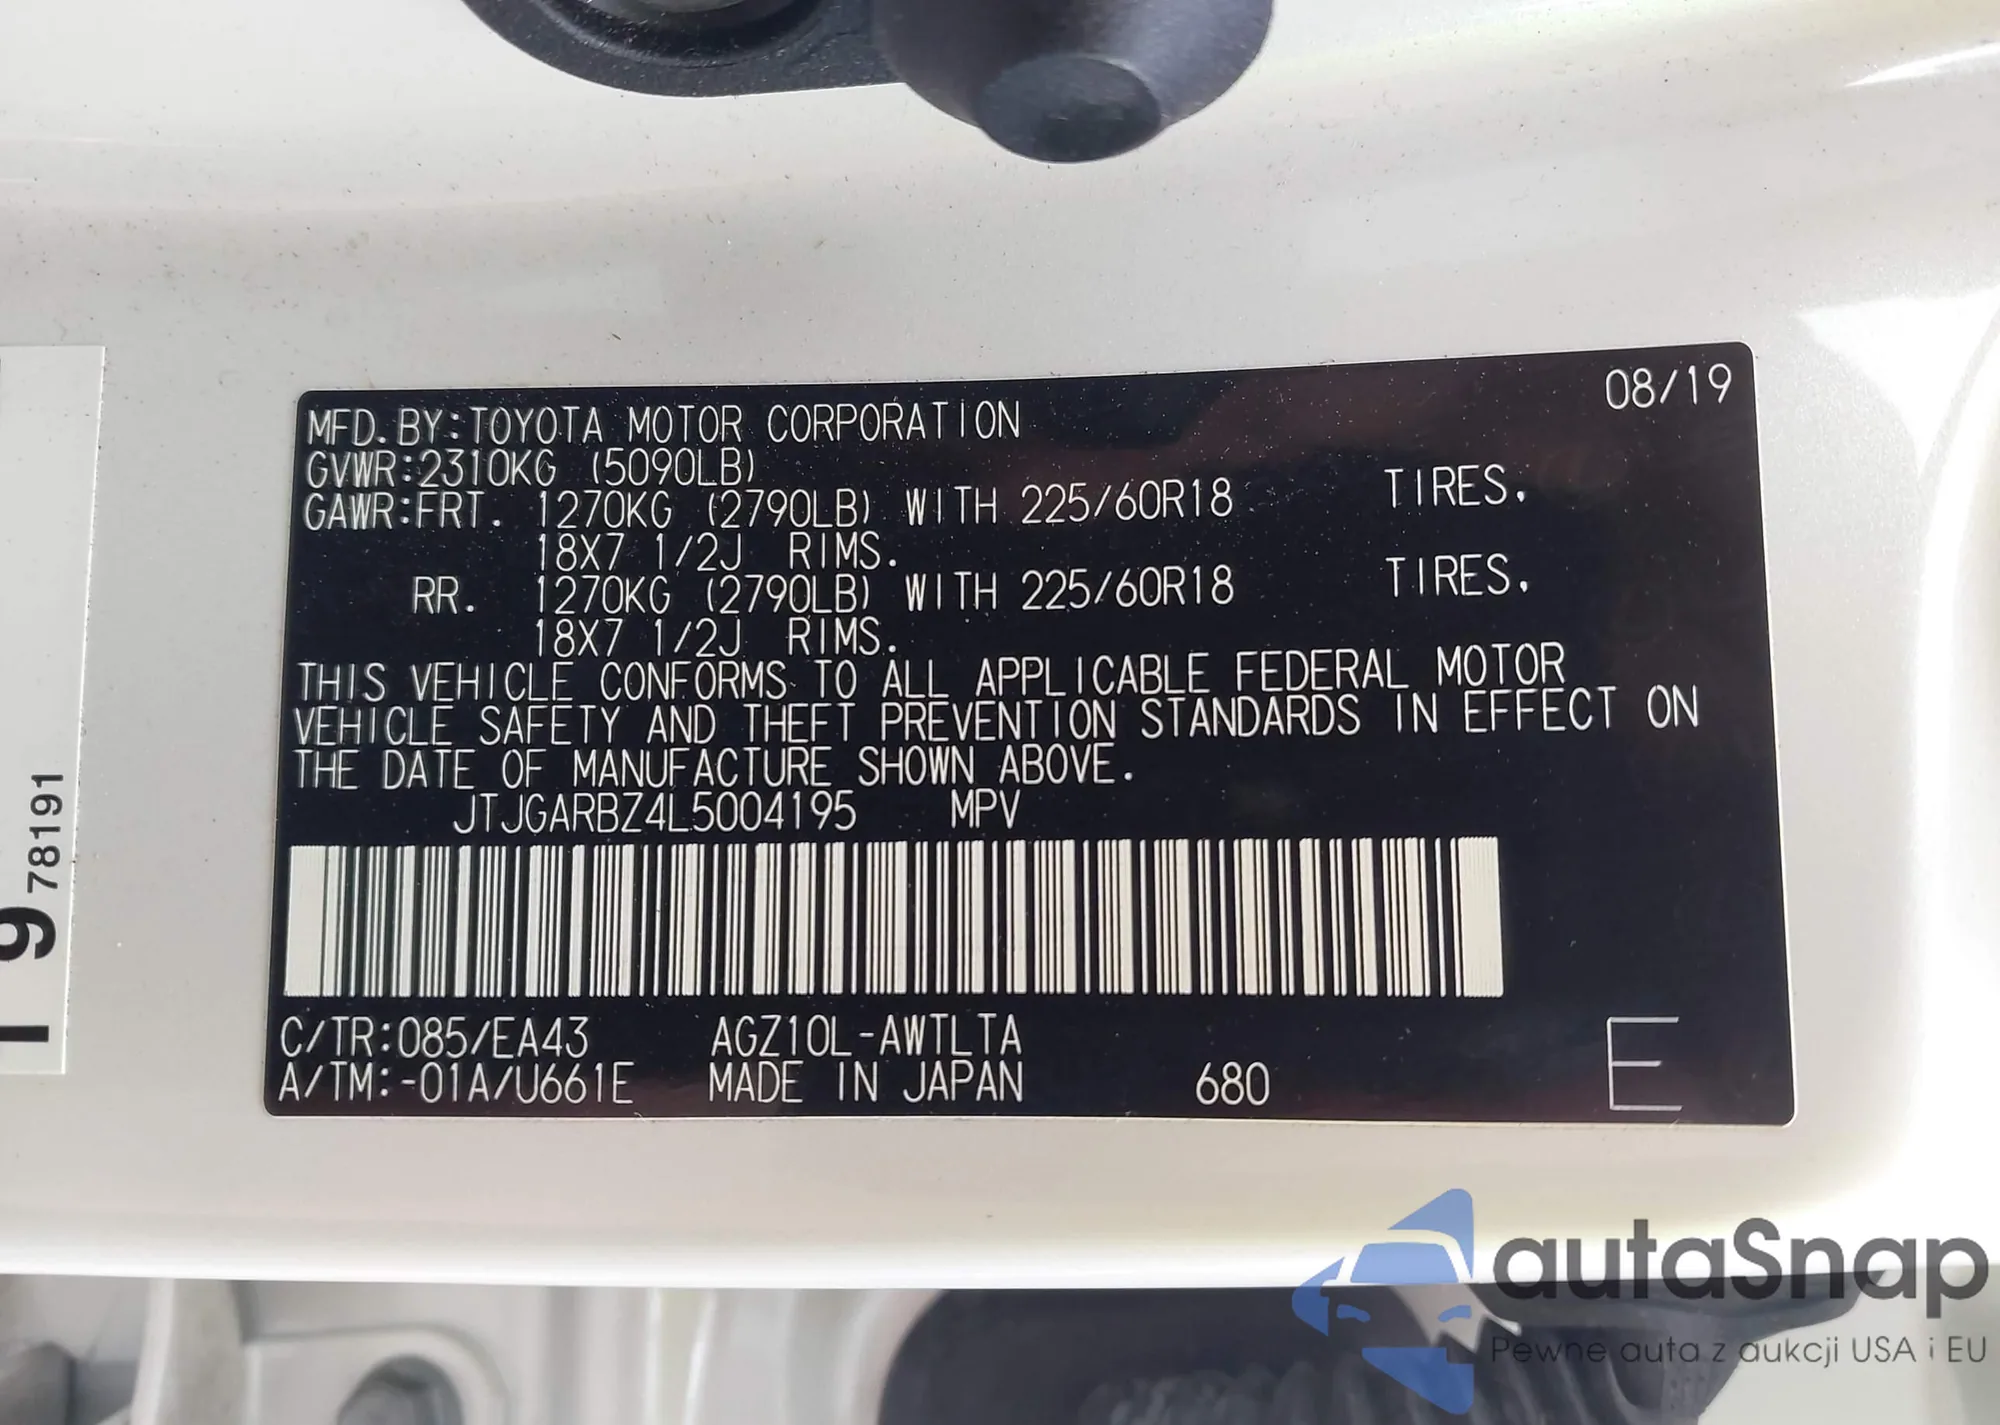 08/19
MFD. BY:TOYOTA MOTOR CORPORATION
GVWR:2310KG (5090LB)
GAWR:FRT. 1270KG (2790LB) WITH 225/60R18 TIRES,
18X7 1/2J RIMS.
RR. 1270KG (2790LB) WITH 225/60R18 TIRES,
18X7 1/2J RIMS.
THIS VEHICLE CONFORMS TO ALL APPLICABLE FEDERAL MOTOR
VEHICLE SAFETY AND THEFT PREVENTION STANDARDS IN EFFECT ON
THE DATE OF MANUFACTURE SHOWN ABOVE.
JTJGARBZ4L5004195 MPV
C/TR:085/EA43 AGZ10L-AWTLTA
A/TM:-01A/U661E MADE IN JAPAN 680 E
9
78191
autaSnap
Pewne auta z aukcji USA i EU